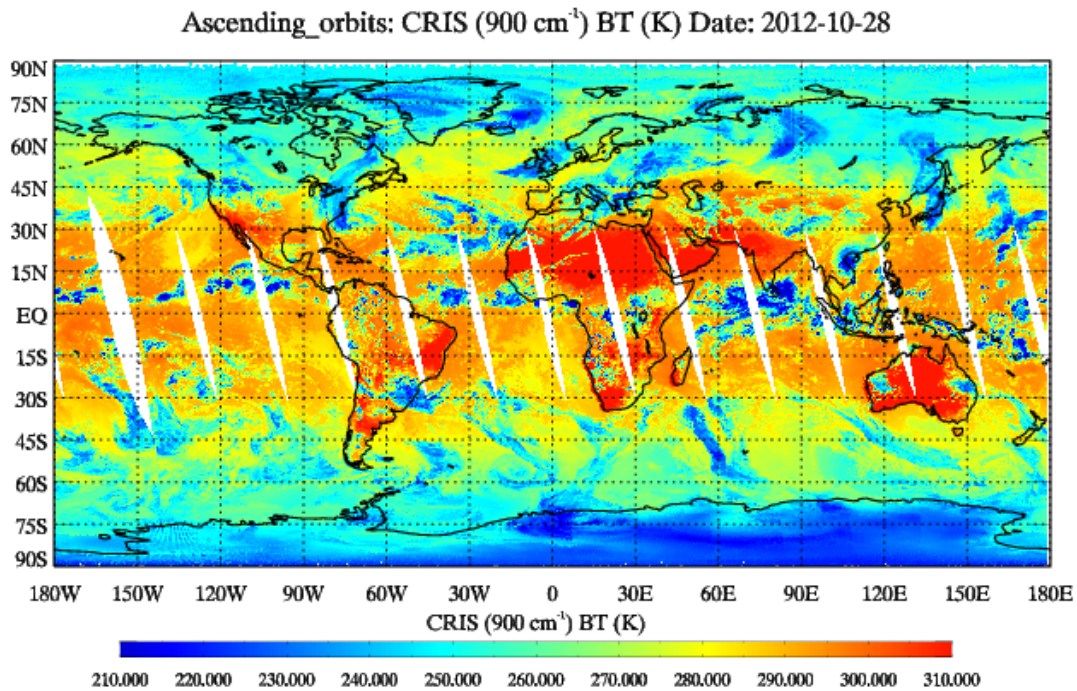 Ascending_orbits: CRIS (900 cm⁻¹) BT (K) Date: 2012-10-28
90N
75N
60N
45N
30N
15N
EQ
15S
30S
45S
60S
75S
90S
180W 150W 120W 90W 60W 30W 0 30E 60E 90E 120E 150E 180E
CRIS (900 cm⁻¹) BT (K)
210.000 220.000 230.000 240.000 250.000 260.000 270.000 280.000 290.000 300.000 310.000